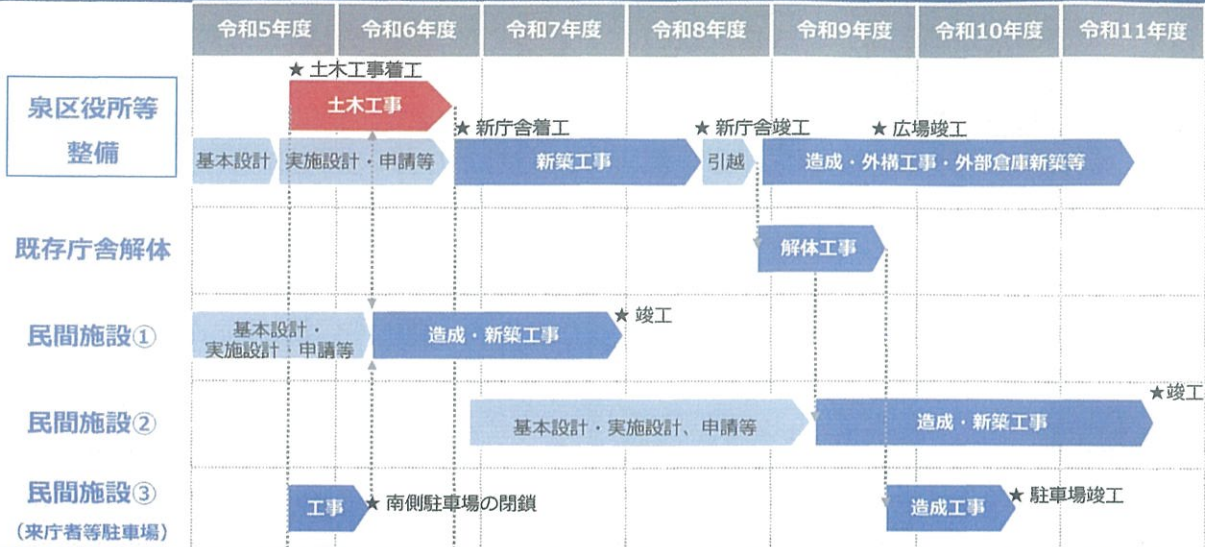 令和5年度 令和6年度 令和7年度 令和8年度 令和9年度 令和10年度 令和11年度
★ 土木工事着工
泉区役所等
整備
土木工事
★ 新庁舎着工
★ 新庁舎竣工
★ 広場竣工
基本設計
実施設計・申請等
新築工事
引越
造成・外構工事・外部倉庫新築等
既存庁舎解体
解体工事
民間施設①
基本設計・
実施設計・申請等
造成・新築工事
★ 竣工
民間施設②
基本設計・実施設計、申請等
造成・新築工事
★竣工
民間施設③
(来庁者等駐車場)
工事
★ 南側駐車場の閉鎖
造成工事
★ 駐車場竣工